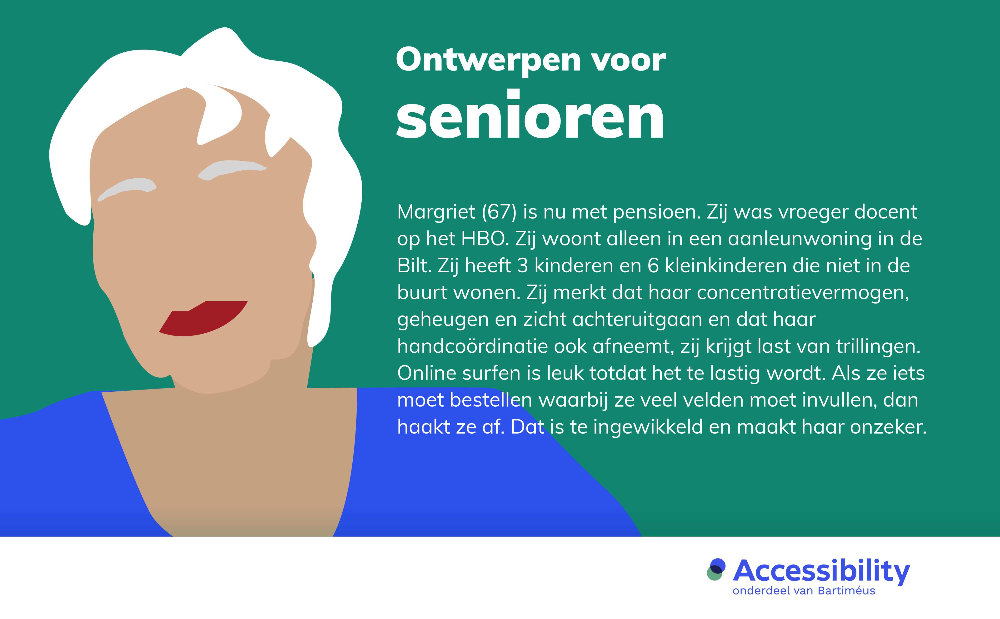 Ontwerpen voor
senioren
Margriet (67) is nu met pensioen. Zij was vroeger docent
op het HBO. Zij woont alleen in een aanleunwoning in de
Bilt. Zij heeft 3 kinderen en 6 kleinkinderen die niet in de
buurt wonen. Zij merkt dat haar concentratievermogen,
geheugen en zicht achteruitgaan en dat haar
handcoördinatie ook afneemt, zij krijgt last van trillingen.
Online surfen is leuk totdat het te lastig wordt. Als ze iets
moet bestellen waarbij ze veel velden moet invullen, dan
haakt ze af. Dat is te ingewikkeld en maakt haar onzeker.
Accessibility
onderdeel van Bartiméus